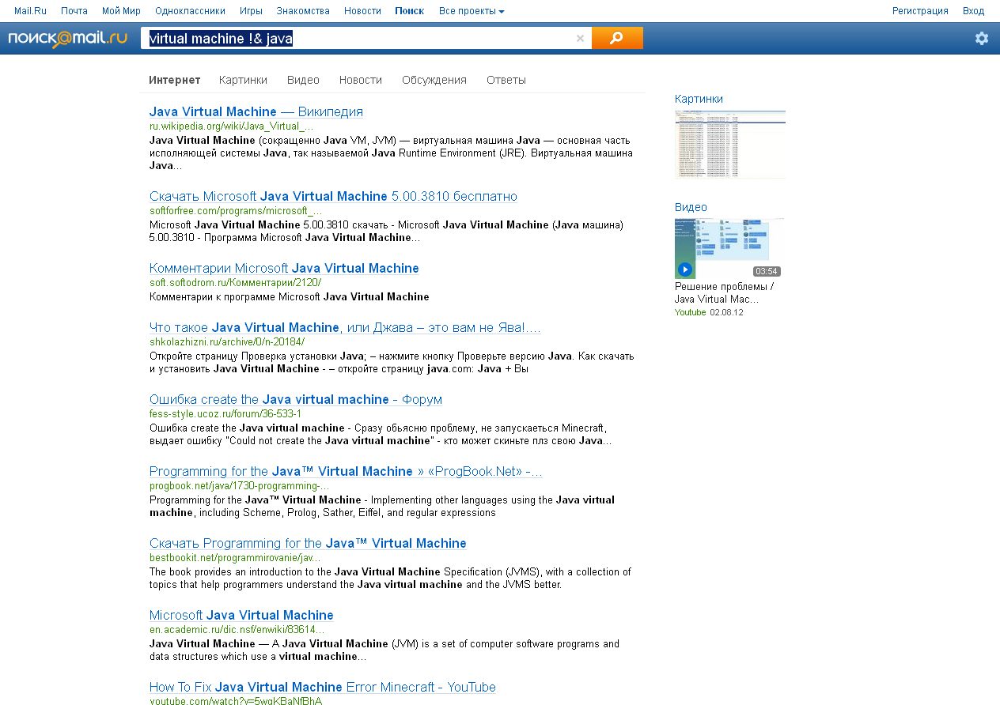 Mail.Ru Почта Мой Мир Одноклассники Игры Знакомства Новости Поиск Все проекты Регистрация Вход
поиск@mail.ru virtual machine !& java
Интернет Картинки Видео Новости Обсуждения Ответы
Java Virtual Machine — Википедия
ru.wikipedia.org/wiki/Java_Virtual_...
Java Virtual Machine (сокращенно Java VM, JVM) — виртуальная машина Java — основная часть
исполняющей системы Java, так называемой Java Runtime Environment (JRE). Виртуальная машина
Java...
Скачать Microsoft Java Virtual Machine 5.00.3810 бесплатно
softforfree.com/programs/microsoft_...
Microsoft Java Virtual Machine 5.00.3810 скачать - Microsoft Java Virtual Machine (Java машина)
5.00.3810 - Программа Microsoft Java Virtual Machine...
Комментарии Microsoft Java Virtual Machine
soft.softodrom.ru/Комментарии/2120/
Комментарии к программе Microsoft Java Virtual Machine
Что такое Java Virtual Machine, или Джава – это вам не Ява!....
shkolazhizni.ru/archive/0/n-20184/
Откройте страницу Проверка установки Java; – нажмите кнопку Проверьте версию Java. Как скачать
и установить Java Virtual Machine - – откройте страницу java.com: Java + Вы
Ошибка create the Java virtual machine - Форум
fess-style.ucoz.ru/forum/36-533-1
Ошибка create the Java virtual machine - Сразу обьясню проблему, не запускаеться Minecraft,
выдает ошибку "Could not create the Java virtual machine" - кто может скиньте плз свою Java...
Programming for the Java™ Virtual Machine » «ProgBook.Net» -...
progbook.net/java/1730-programming-...
Programming for the Java™ Virtual Machine - Implementing other languages using the Java virtual
machine, including Scheme, Prolog, Sather, Eiffel, and regular expressions
Скачать Programming for the Java™ Virtual Machine
bestbookit.net/programmirovanie/jav...
The book provides an introduction to the Java Virtual Machine Specification (JVMS), with a collection of
topics that help programmers understand the Java virtual machine and the JVMS better.
Microsoft Java Virtual Machine
en.academic.ru/dic.nsf/enwiki/83614...
Java Virtual Machine — A Java Virtual Machine (JVM) is a set of computer software programs and
data structures which use a virtual machine...
How To Fix Java Virtual Machine Error Minecraft - YouTube
youtube.com/watch?v=5wgKBaNfBhA
Картинки
Видео
03:54
Решение проблемы /
Java Virtual Mac...
Youtube 02.08.12